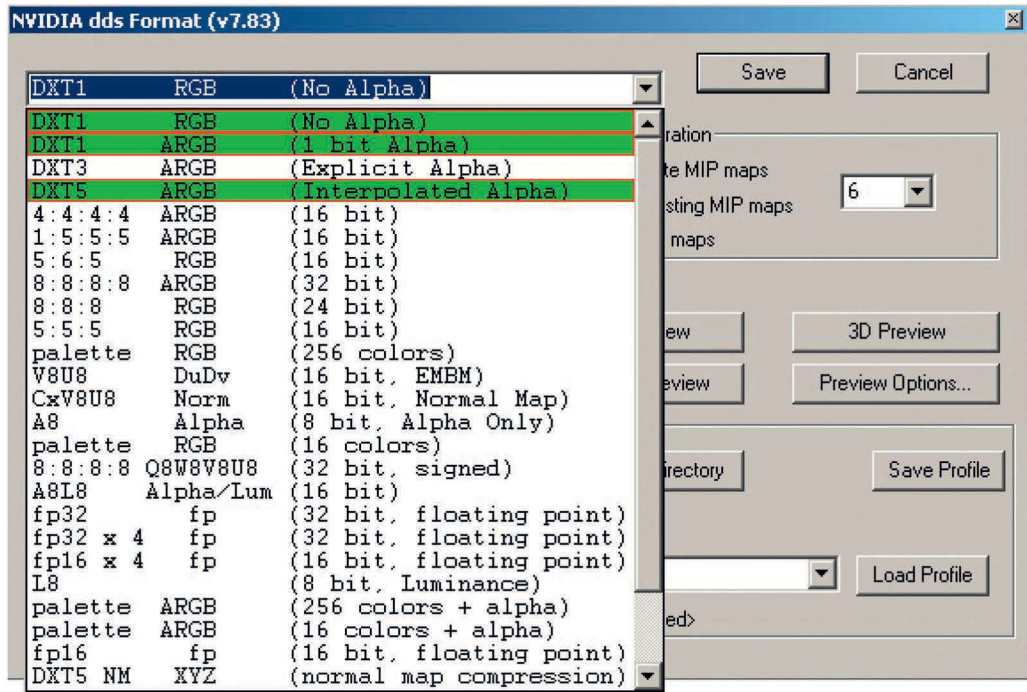 NVIDIA dds Format (v7.83)
DXT1 RGB (No Alpha)
Save
Cancel
DXT1 RGB (No Alpha)
DXT1 ARGB (1 bit Alpha)
DXT3 ARGB (Explicit Alpha)
DXT5 ARGB (Interpolated Alpha)
4:4:4:4 ARGB (16 bit)
1:5:5:5 ARGB (16 bit)
5:6:5 RGB (16 bit)
8:8:8:8 ARGB (32 bit)
8:8:8 RGB (24 bit)
5:5:5 RGB (16 bit)
palette RGB (256 colors)
V8U8 DuDv (16 bit, EMBM)
CxV8U8 Norm (16 bit, Normal Map)
A8 Alpha (8 bit, Alpha Only)
palette RGB (16 colors)
8:8:8:8 Q8W8V8U8 (32 bit, signed)
A8L8 Alpha/Lum (16 bit)
fp32 fp (32 bit, floating point)
fp32 x 4 fp (32 bit, floating point)
fp16 x 4 fp (16 bit, floating point)
L8 (8 bit, Luminance)
palette ARGB (256 colors + alpha)
palette ARGB (16 colors + alpha)
fp16 fp (16 bit, floating point)
DXT5 NM XYZ (normal map compression)
ration
te MIP maps
sting MIP maps
6
maps
ew
3D Preview
eview
Preview Options...
irectory
Save Profile
Load Profile
ed>